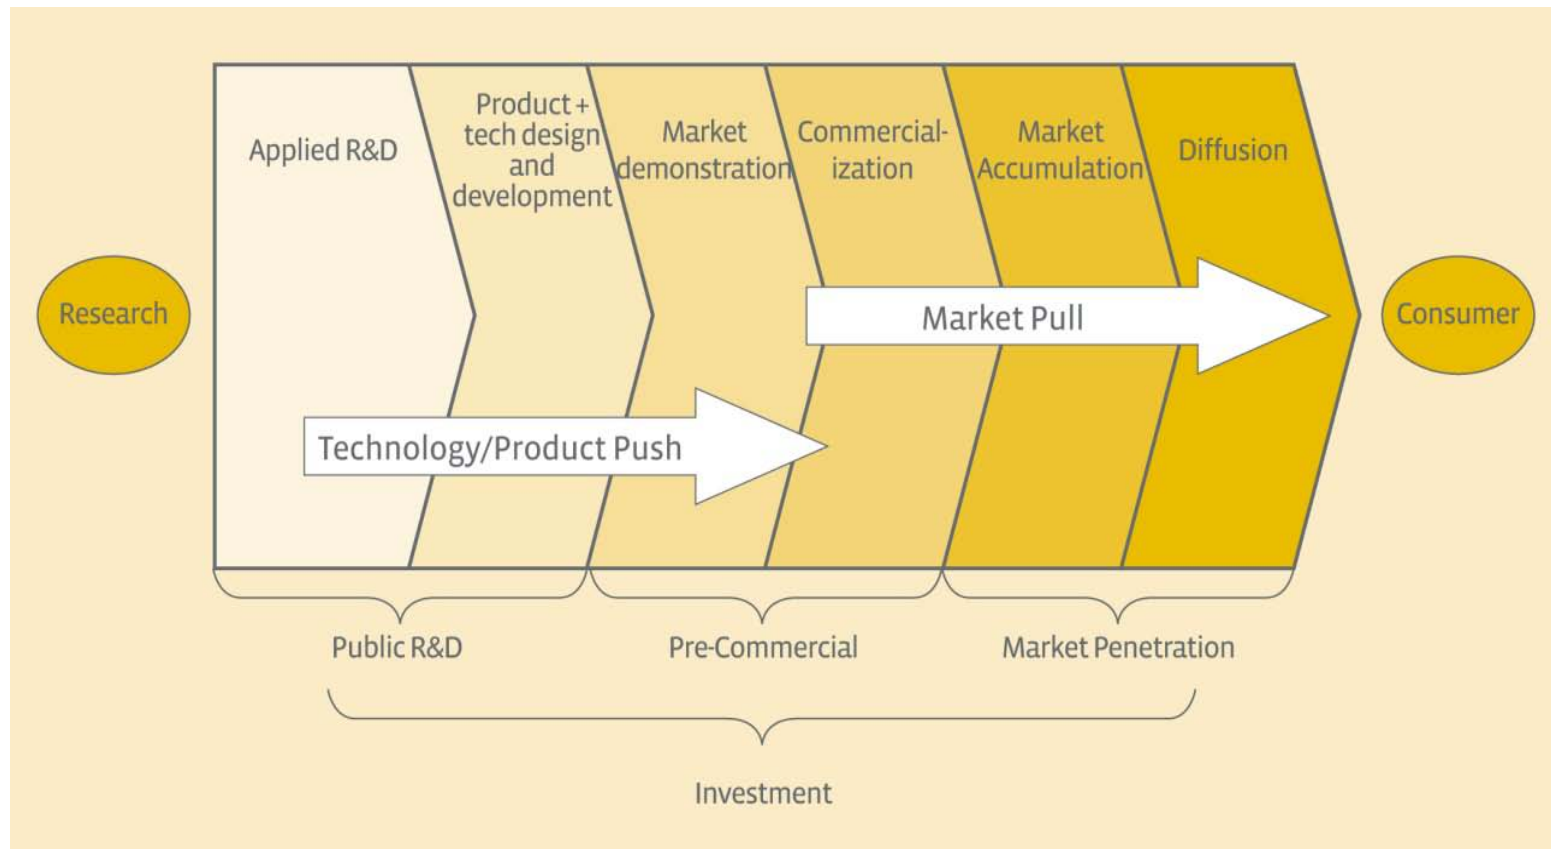 Applied R&D
Product +
tech design
and
development
Market
demonstration
Commercial-
ization
Market
Accumulation
Diffusion
Research
Market Pull
Consumer
Technology/Product Push
Public R&D
Pre-Commercial
Market Penetration
Investment